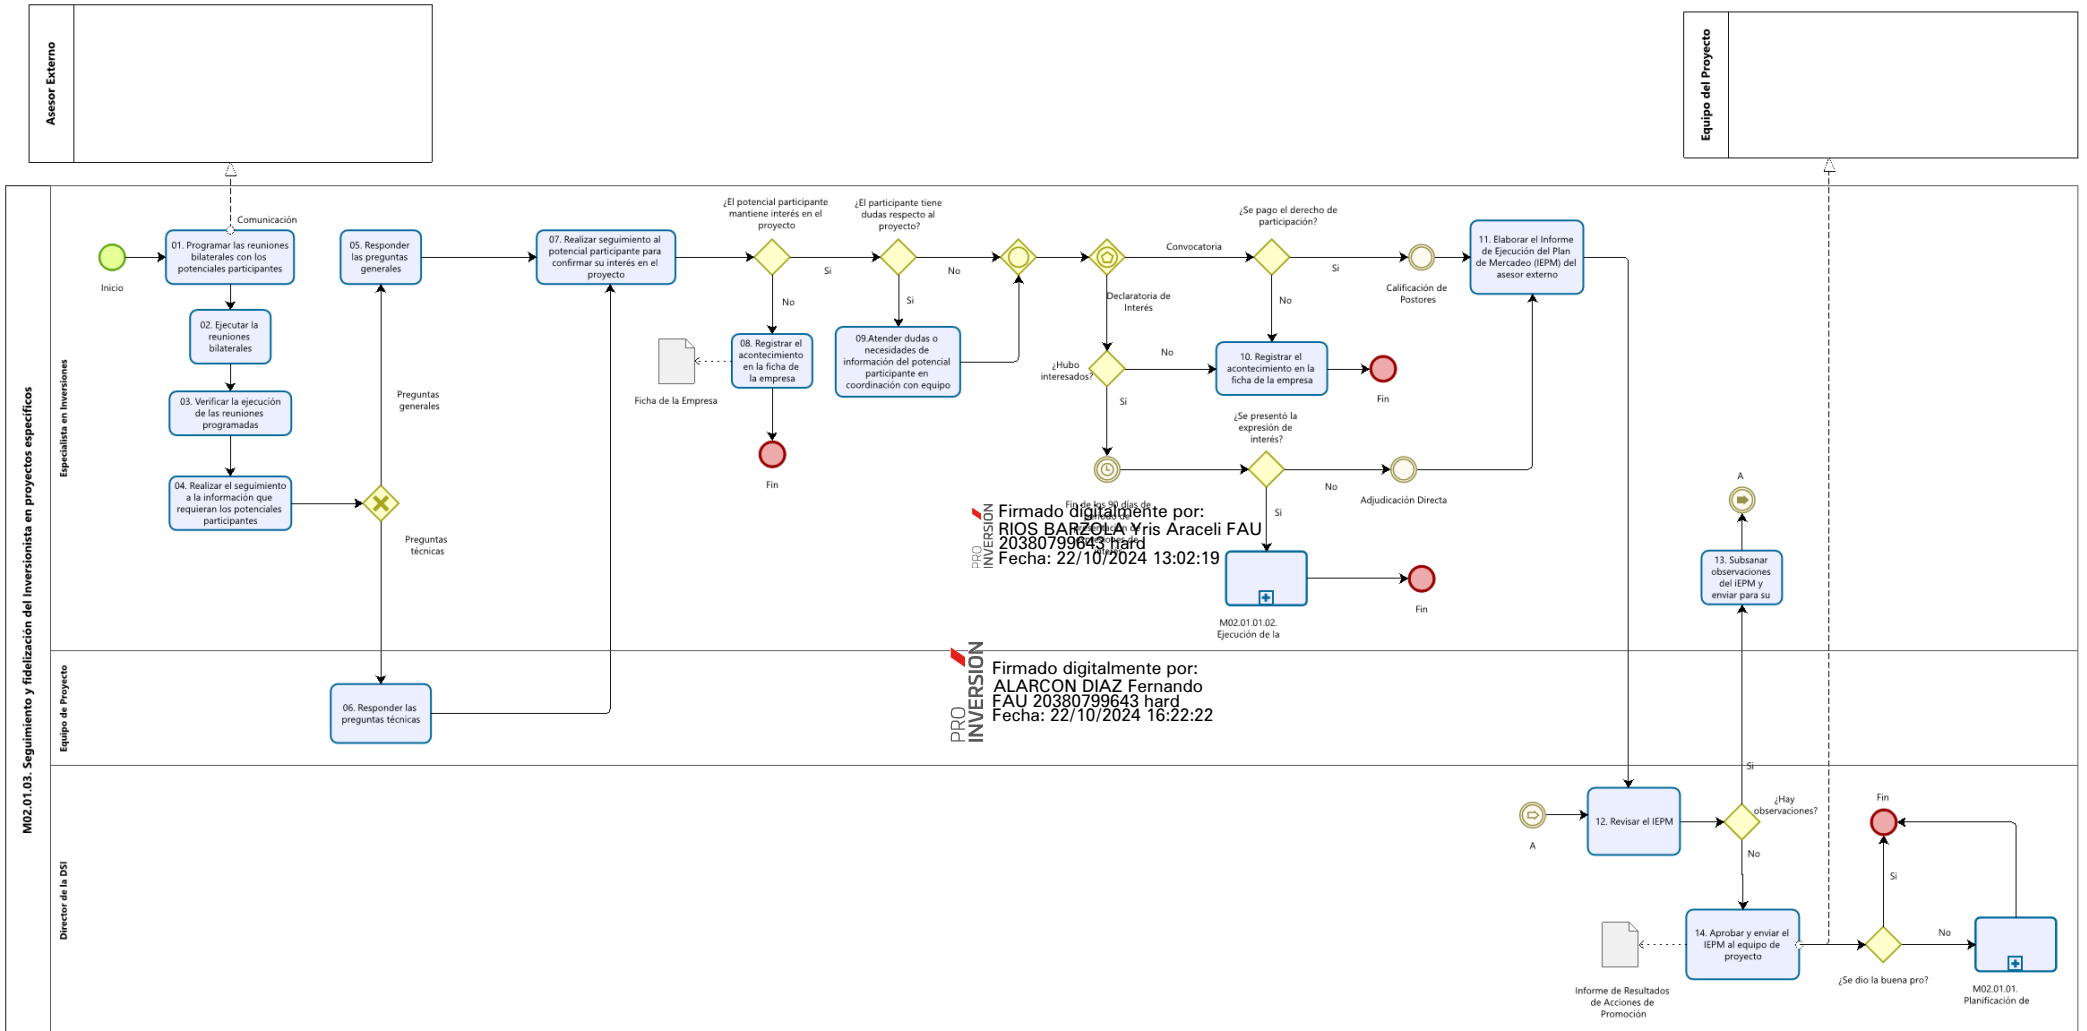 Asesor Externo
Equipo del Proyecto
M02.01.03. Seguimiento y fidelización del Inversionista en proyectos específicos
Especialista en Inversiones
Equipo de Proyecto
Director de la DSI
Comunicación
Inicio
01. Programar las reuniones
bilaterales con los
potenciales participantes
02. Ejecutar la
reuniones
bilaterales
03. Verificar la ejecución
de las reuniones
programadas
04. Realizar el seguimiento
a la información que
requieran los potenciales
participantes
Preguntas
generales
Preguntas
técnicas
05. Responder
las preguntas
generales
06. Responder las
preguntas técnicas
07. Realizar seguimiento al
potencial participante para
confirmar su interés en el
proyecto
¿El potencial participante
mantiene interés en el
proyecto
Si
No
08. Registrar el
acontecimiento
en la ficha de
la empresa
Ficha de la Empresa
Fin
¿El participante tiene
dudas respecto al
proyecto?
No
Si
09.Atender dudas o
necesidades de
información del potencial
participante en
coordinación con equipo
Convocatoria
Declaratoria de
Interés
¿Se pago el derecho de
participación?
Si
No
Calificación de
Postores
¿Hubo
interesados?
No
Sí
10. Registrar el
acontecimiento en la
ficha de la empresa
Fin
¿Se presentó la
expresión de
interés?
No
Si
Adjudicación Directa
Fin de los 90 días de
PRO
INVERSION
Firmado digitalmente por:
RIOS BARZOLA Yris Araceli FAU
20380799643 hard
Fecha: 22/10/2024 13:02:19
M02.01.01.02.
Ejecución de la
Fin
PRO
INVERSION
Firmado digitalmente por:
ALARCON DIAZ Fernando
FAU 20380799643 hard
Fecha: 22/10/2024 16:22:22
11. Elaborar el Informe
de Ejecución del Plan
de Mercadeo (IEPM) del
asesor externo
A
13. Subsanar
observaciones
del iEPM y
enviar para su
Si
A
12. Revisar el IEPM
¿Hay
observaciones?
No
14. Aprobar y enviar el
IEPM al equipo de
proyecto
Informe de Resultados
de Acciones de
Promoción
Fin
Si
No
¿Se dio la buena pro?
M02.01.01.
Planificación de